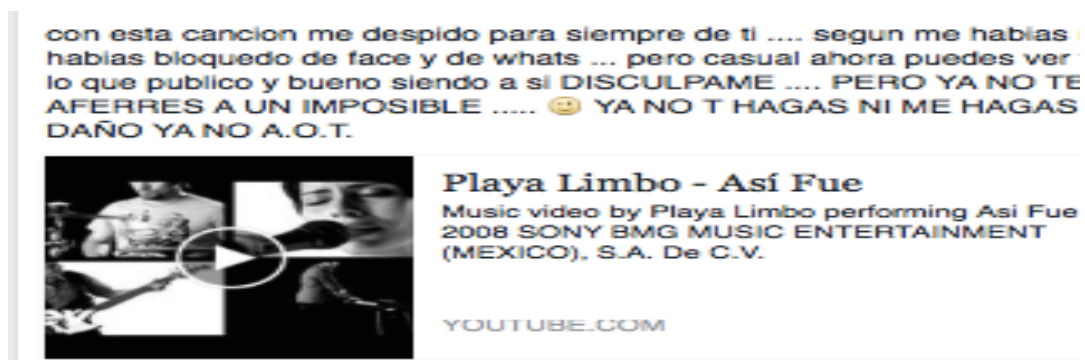 con esta cancion me despido para siempre de ti .... segun me habias
habias bloquedo de face y de whats ... pero casual ahora puedes ver
lo que publico y bueno siendo a si DISCULPAME .... PERO YA NO TE
AFERRES A UN IMPOSIBLE ..... 😉 YA NO T HAGAS NI ME HAGAS
DAÑO YA NO A.O.T.
Playa Limbo - Así Fue
Music video by Playa Limbo performing Asi Fue
2008 SONY BMG MUSIC ENTERTAINMENT
(MEXICO), S.A. De C.V.
YOUTUBE.COM